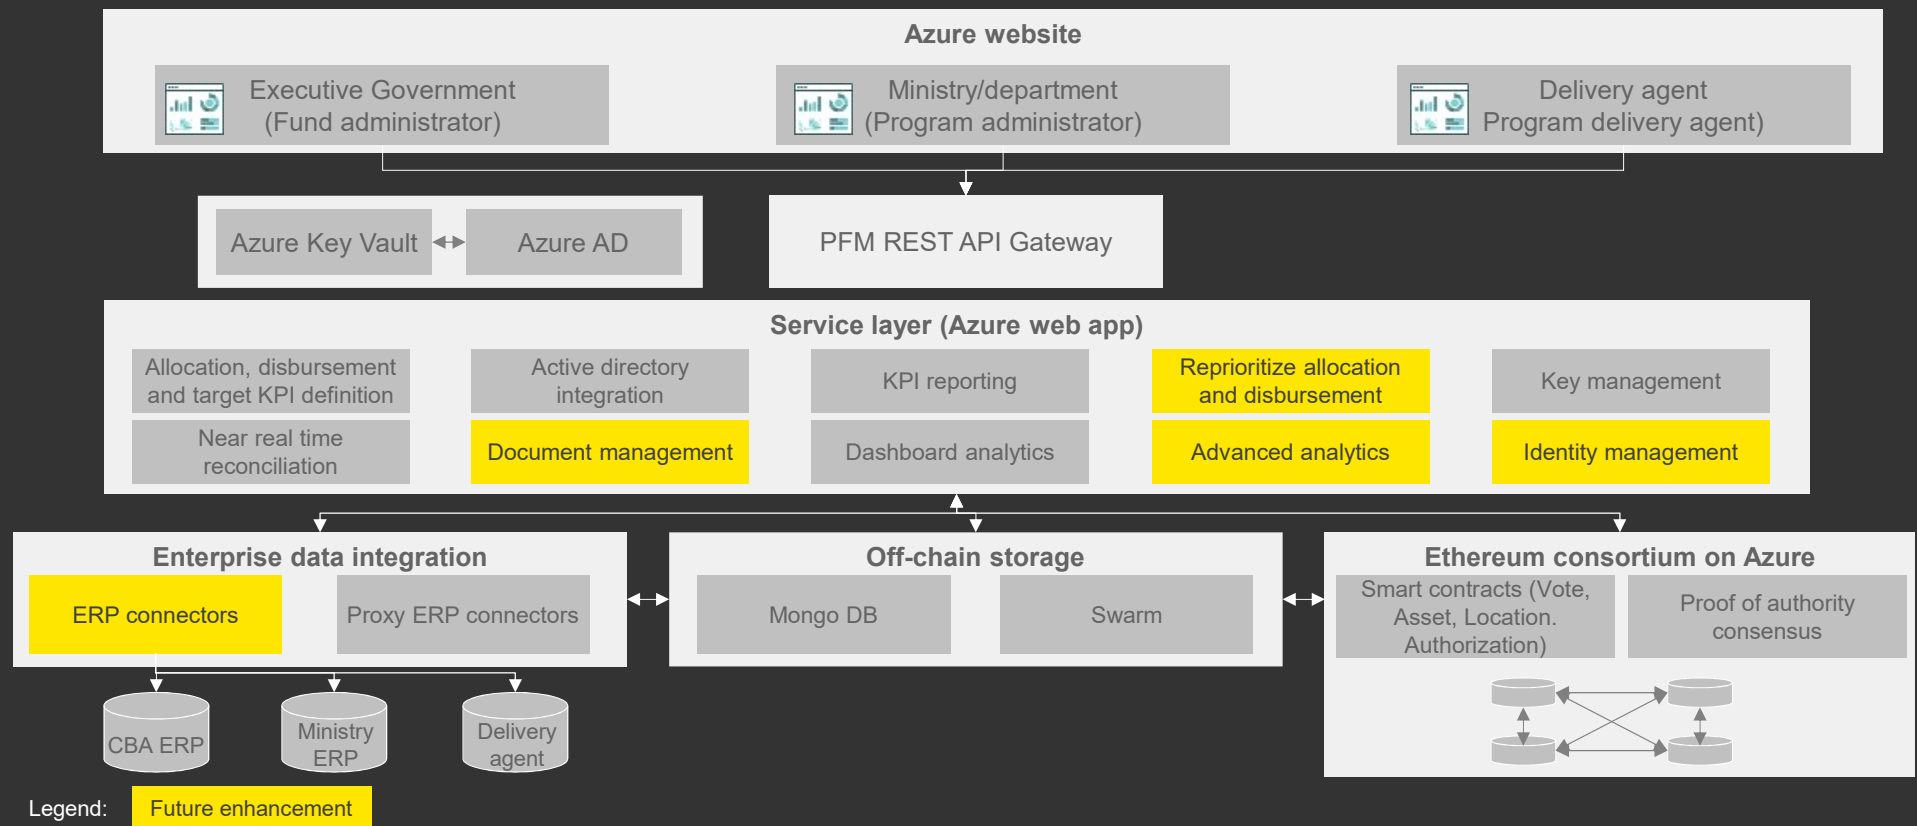 Azure website
Executive Government
(Fund administrator)
Ministry/department
(Program administrator)
Delivery agent
Program delivery agent)
Azure Key Vault
Azure AD
PFM REST API Gateway
Service layer (Azure web app)
Allocation, disbursement
and target KPI definition
Active directory
integration
KPI reporting
Reprioritize allocation
and disbursement
Key management
Near real time
reconciliation
Document management
Dashboard analytics
Advanced analytics
Identity management
Enterprise data integration
ERP connectors
Proxy ERP connectors
Off-chain storage
Mongo DB
Swarm
Ethereum consortium on Azure
Smart contracts (Vote,
Asset, Location.
Authorization)
Proof of authority
consensus
CBA ERP
Ministry
ERP
Delivery
agent
Legend:
Future enhancement